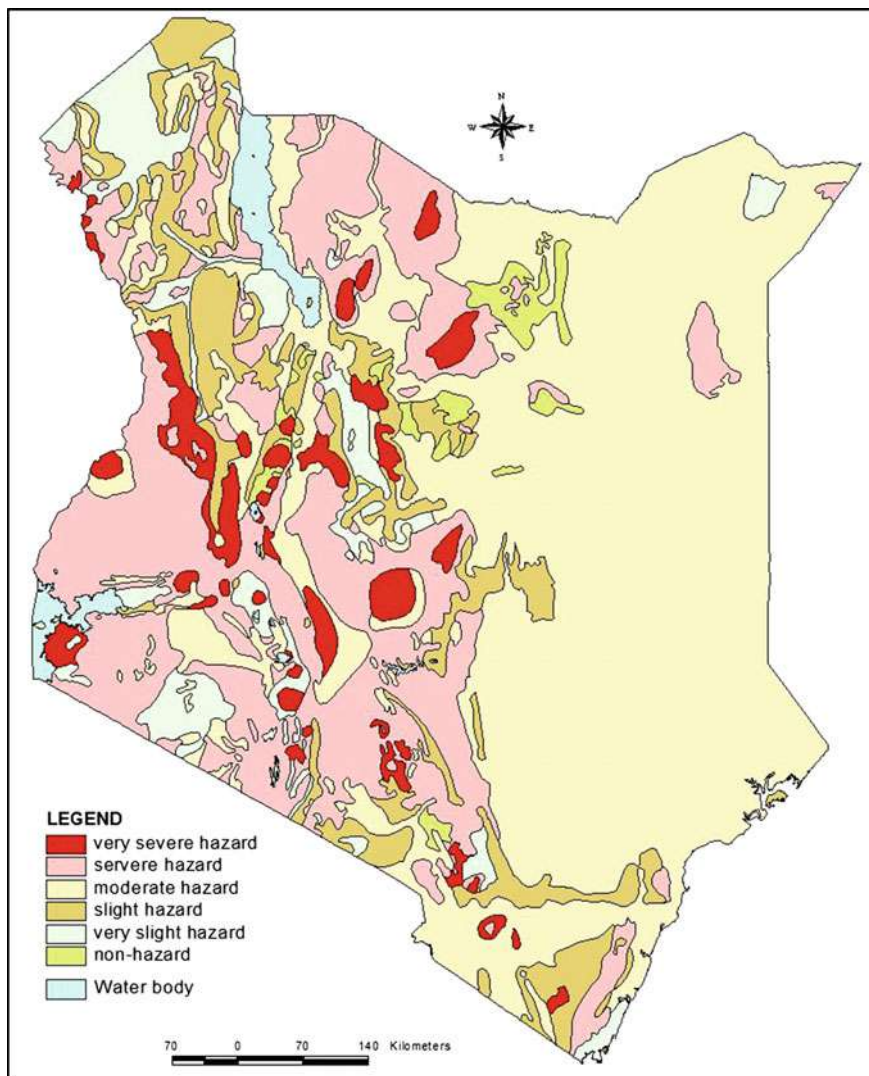 N
W E
S
LEGEND
very severe hazard
servere hazard
moderate hazard
slight hazard
very slight hazard
non-hazard
Water body
70 0 70 140 Kilometers